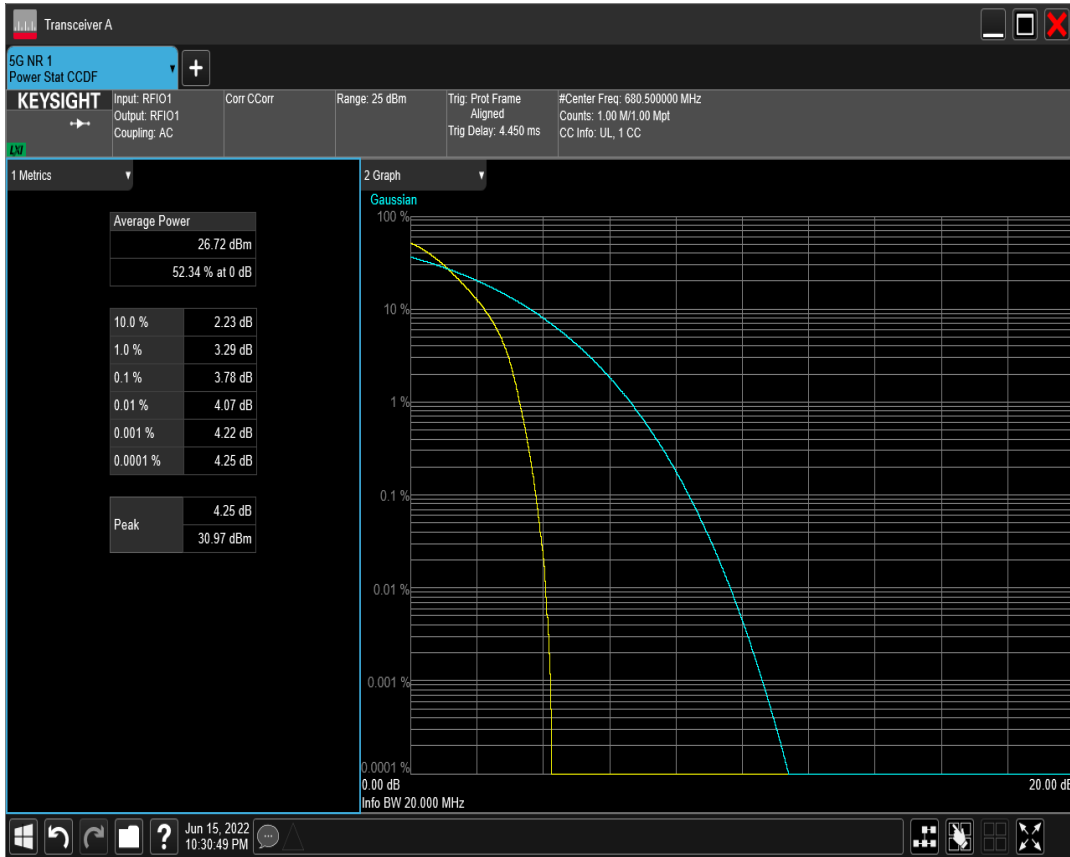 Transceiver A
5G NR 1
Power Stat CCDF
KEYSIGHT
LXI
Input: RFIO1
Output: RFIO1
Coupling: AC
Corr CCorr
Range: 25 dBm
Trig: Prot Frame
Aligned
Trig Delay: 4.450 ms
#Center Freq: 680.500000 MHz
Counts: 1.00 M/1.00 Mpt
CC Info: UL, 1 CC
1 Metrics
Average Power
26.72 dBm
52.34 % at 0 dB
10.0 % 2.23 dB
1.0 % 3.29 dB
0.1 % 3.78 dB
0.01 % 4.07 dB
0.001 % 4.22 dB
0.0001 % 4.25 dB
Peak
4.25 dB
30.97 dBm
2 Graph
Gaussian
100 %
10 %
1 %
0.1 %
0.01 %
0.001 %
0.0001 %
0.00 dB 20.00 dB
Info BW 20.000 MHz
?
Jun 15, 2022
10:30:49 PM